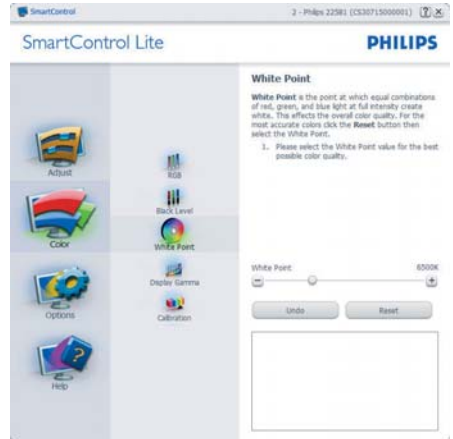 SmartControl
2 - Philips 225B1 (CS30715000001)
SmartControl Lite
PHILIPS
Adjust
Color
Options
Help
RGB
Black Level
White Point
Display Gamma
Calibration
White Point
White Point is the point at which equal combinations
of red, green, and blue light at full intensity create
white. This effects the overall color quality. For the
most accurate colors click the Reset button then
select the White Point.
1. Please select the White Point value for the best
possible color quality.
White Point 6500K
Undo
Reset